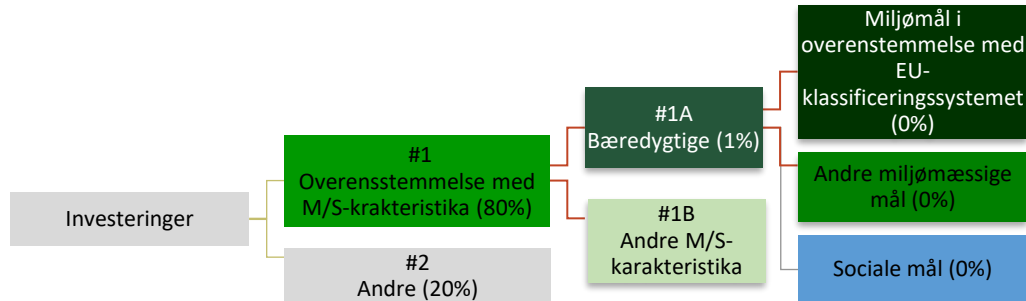 Investeringer
#1
Overensstemmelse med
M/S-krakteristika (80%)
#2
Andre (20%)
#1A
Bæredygtige (1%)
#1B
Andre M/S-
karakteristika
Miljømål i
overenstemmelse med
EU-
klassificeringssystemet
(0%)
Andre miljømæssige
mål (0%)
Sociale mål (0%)